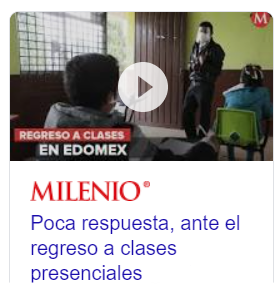 M
REGRESO A CLASES
EN EDOMEX
MILENIO®
Poca respuesta, ante el
regreso a clases
presenciales